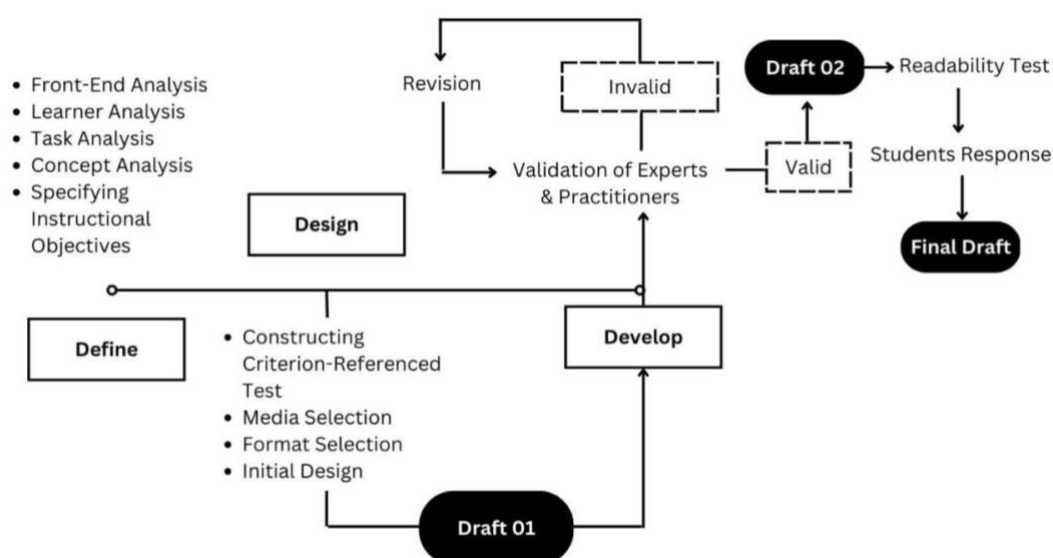 • Front-End Analysis
• Learner Analysis
• Task Analysis
• Concept Analysis
• Specifying
Instructional
Objectives
Define
Design
• Constructing
Criterion-Referenced
Test
• Media Selection
• Format Selection
• Initial Design
Draft 01
Develop
Validation of Experts
& Practitioners
Invalid
Revision
Valid
Draft 02
Readability Test
Students Response
Final Draft